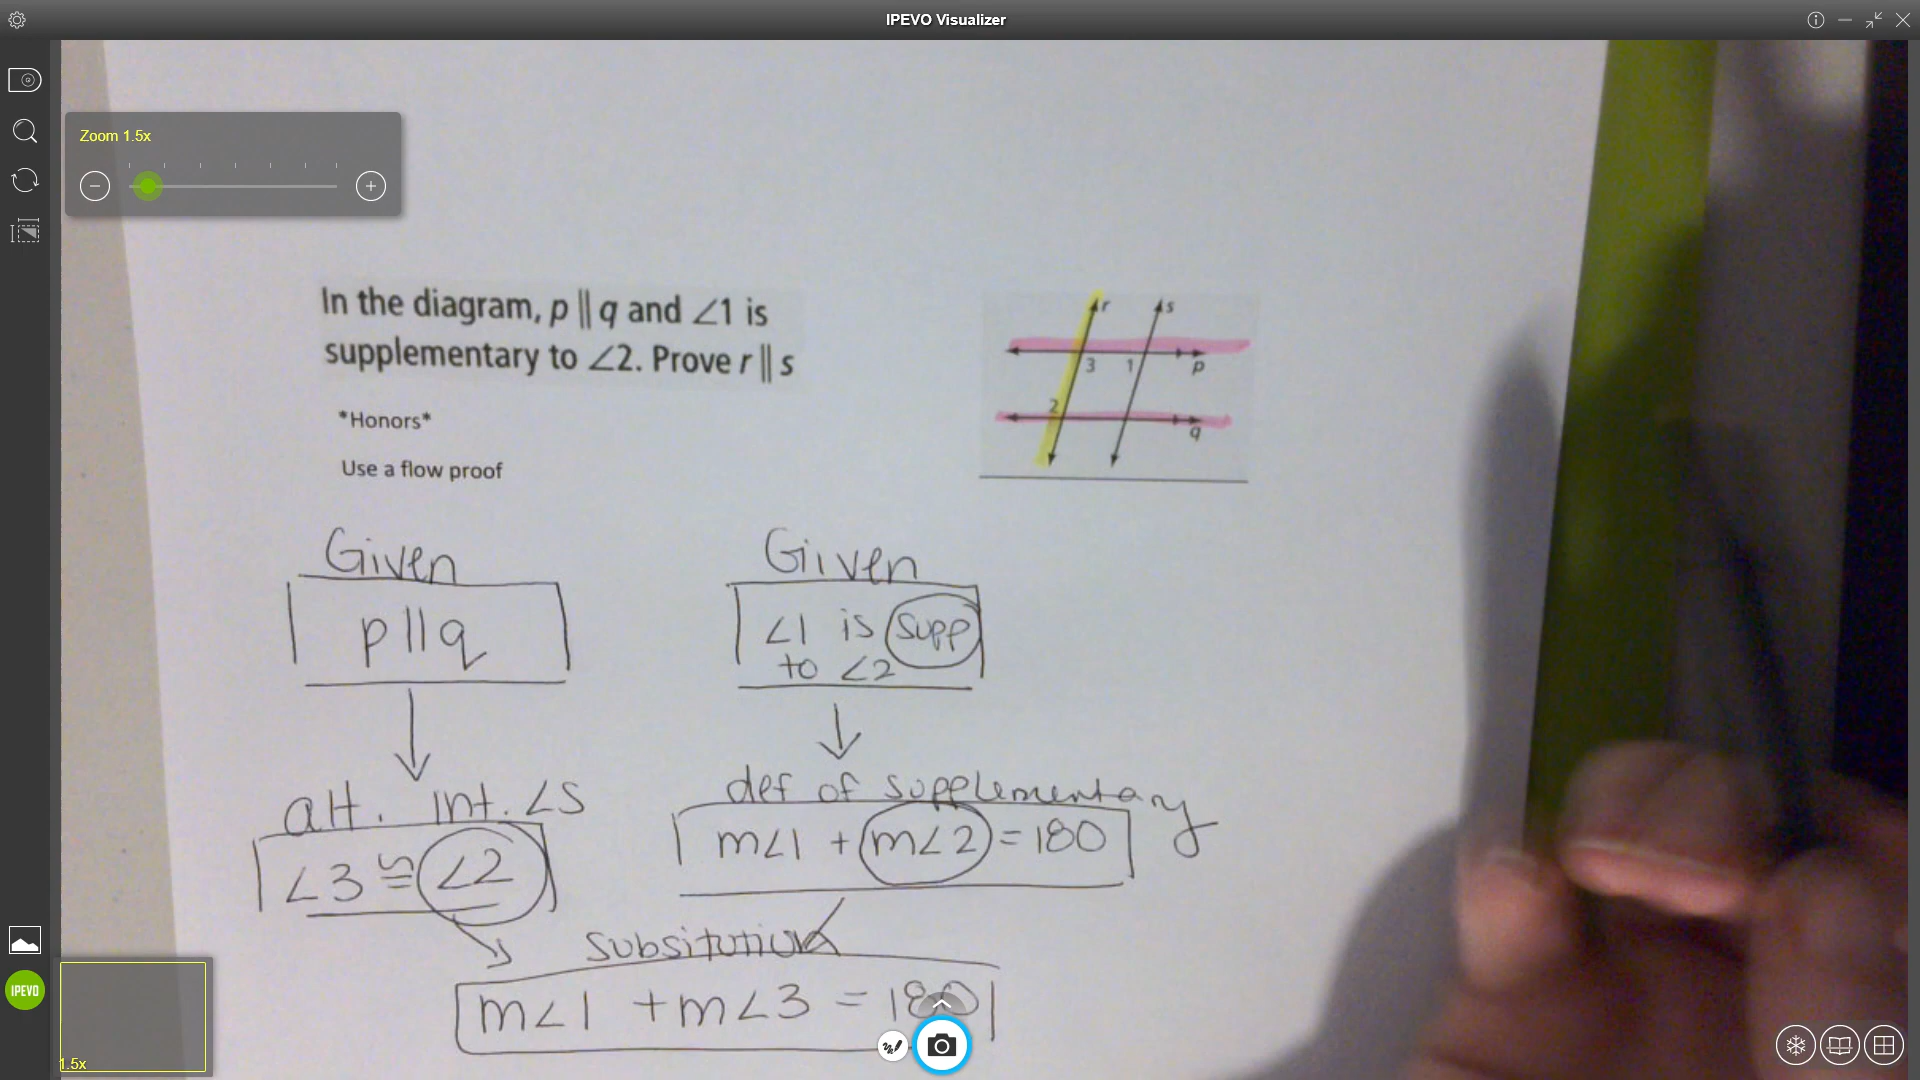 IPEVO Visualizer
Zoom 1.5x
In the diagram, p || q and ∠1 is
supplementary to ∠2. Prove r || s
*Honors*
Use a flow proof
r
s
3
1
p
2
q
Given
p||q
Given
∠1 is supp
to ∠2
alt. int. ∠s
∠3 ≅ ∠2
def of supplementary
m∠1 + m∠2 = 180
subsitution
m∠1 + m∠3 = 180
IPEVO
1.5x